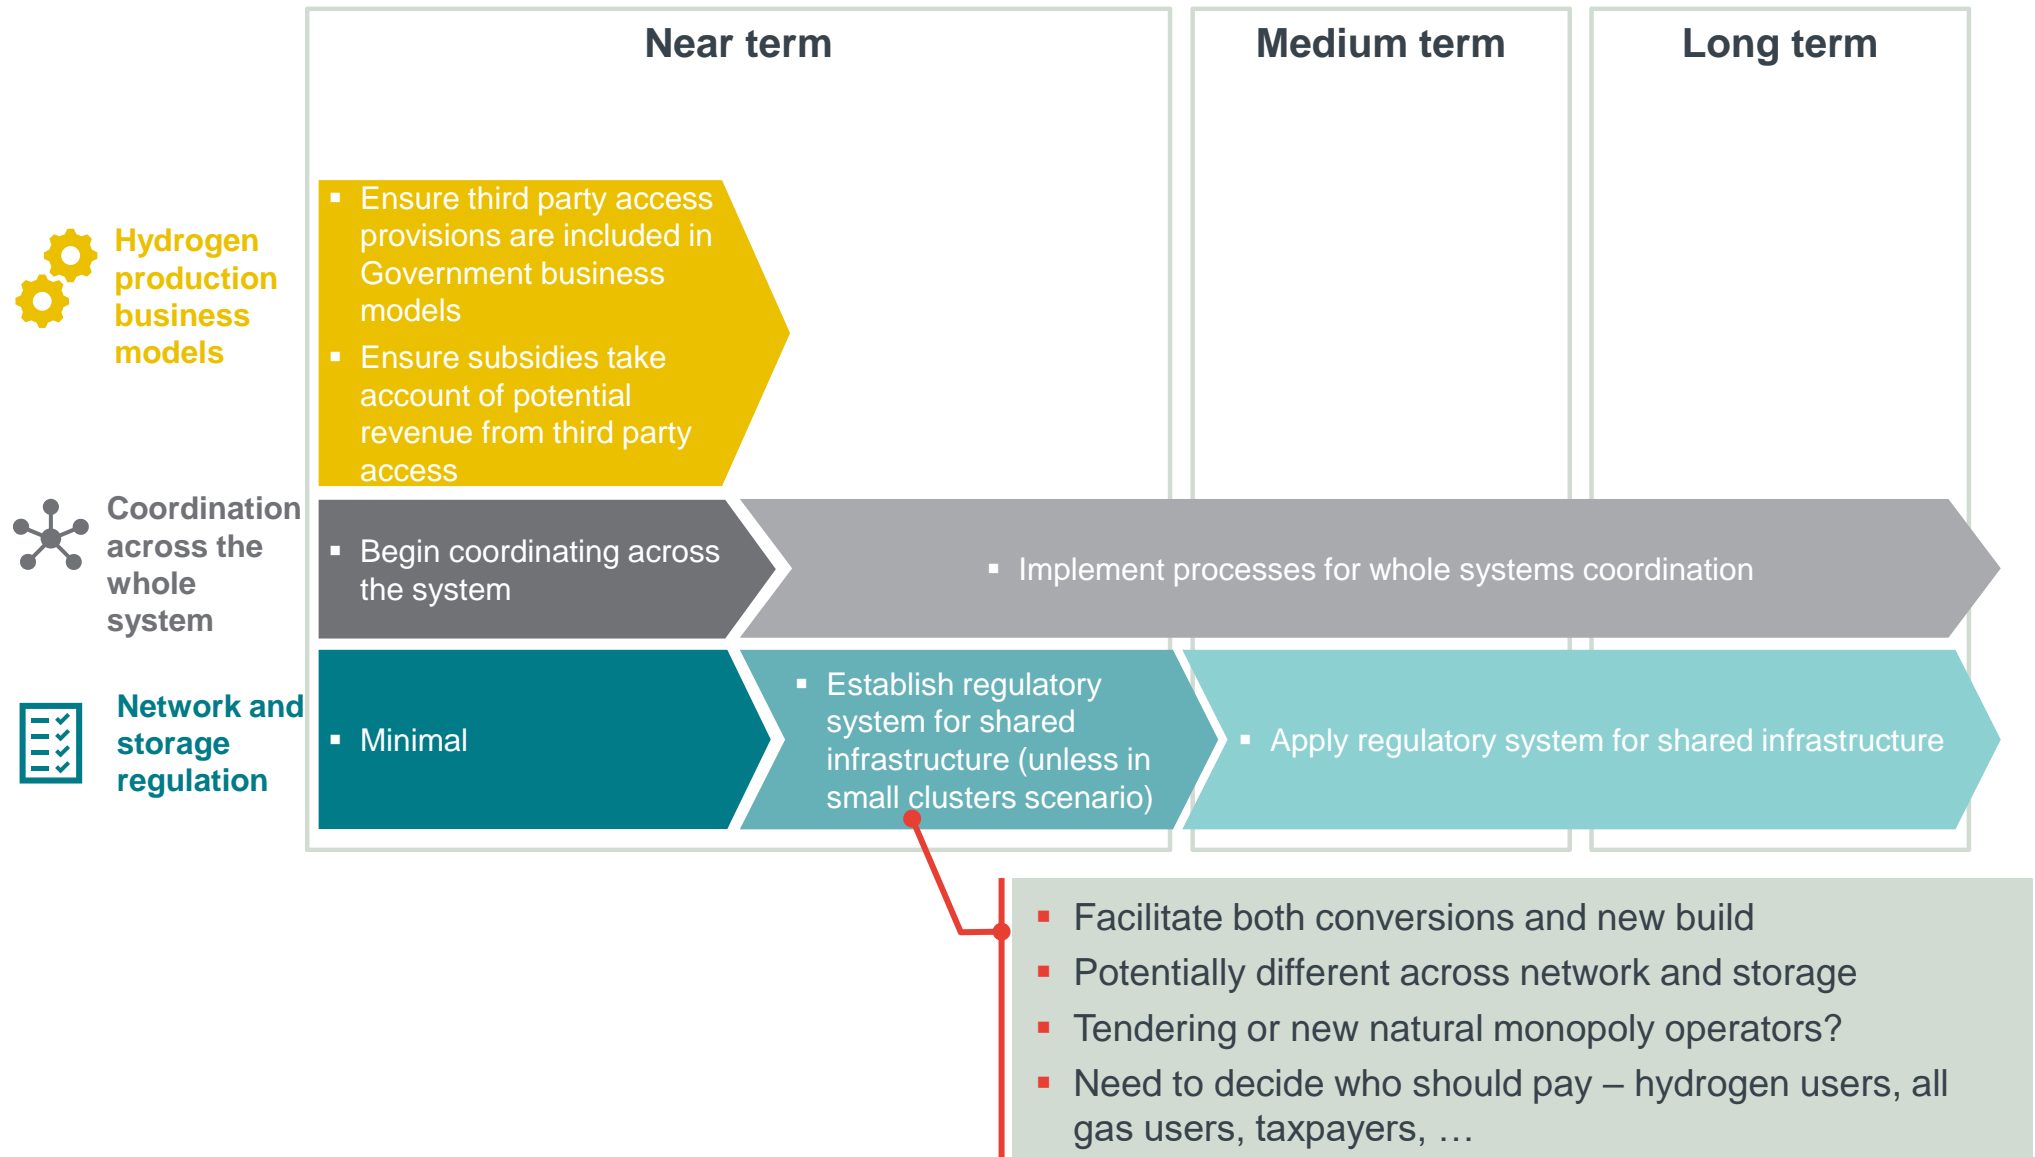 Near term
Medium term
Long term
Hydrogen
production
business
models
▪ Ensure third party access
provisions are included in
Government business
models
▪ Ensure subsidies take
account of potential
revenue from third party
access
Coordination
across the
whole
system
▪ Begin coordinating across
the system
▪ Implement processes for whole systems coordination
Network and
storage
regulation
▪ Minimal
▪ Establish regulatory
system for shared
infrastructure (unless in
small clusters scenario)
▪ Apply regulatory system for shared infrastructure
▪ Facilitate both conversions and new build
▪ Potentially different across network and storage
▪ Tendering or new natural monopoly operators?
▪ Need to decide who should pay – hydrogen users, all
gas users, taxpayers, …